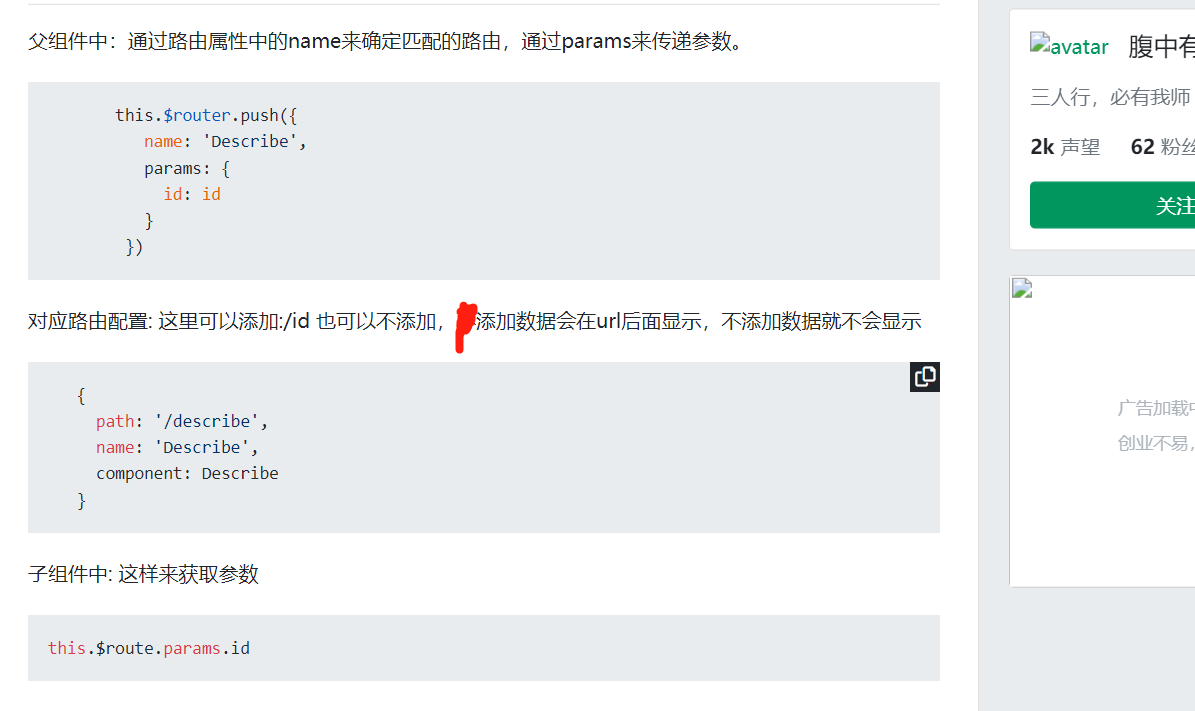 父组件中：通过路由属性中的name来确定匹配的路由，通过params来传递参数。
this.$router.push({
name: 'Describe',
params: {
id: id
}
})
对应路由配置: 这里可以添加:/id 也可以不添加，添加数据会在url后面显示，不添加数据就不会显示
{
path: '/describe',
name: 'Describe',
component: Describe
}
子组件中: 这样来获取参数
this.$route.params.id
avatar 腹中有
三人行，必有我师
2k 声望 62 粉丝
关注
广告加载中
创业不易，